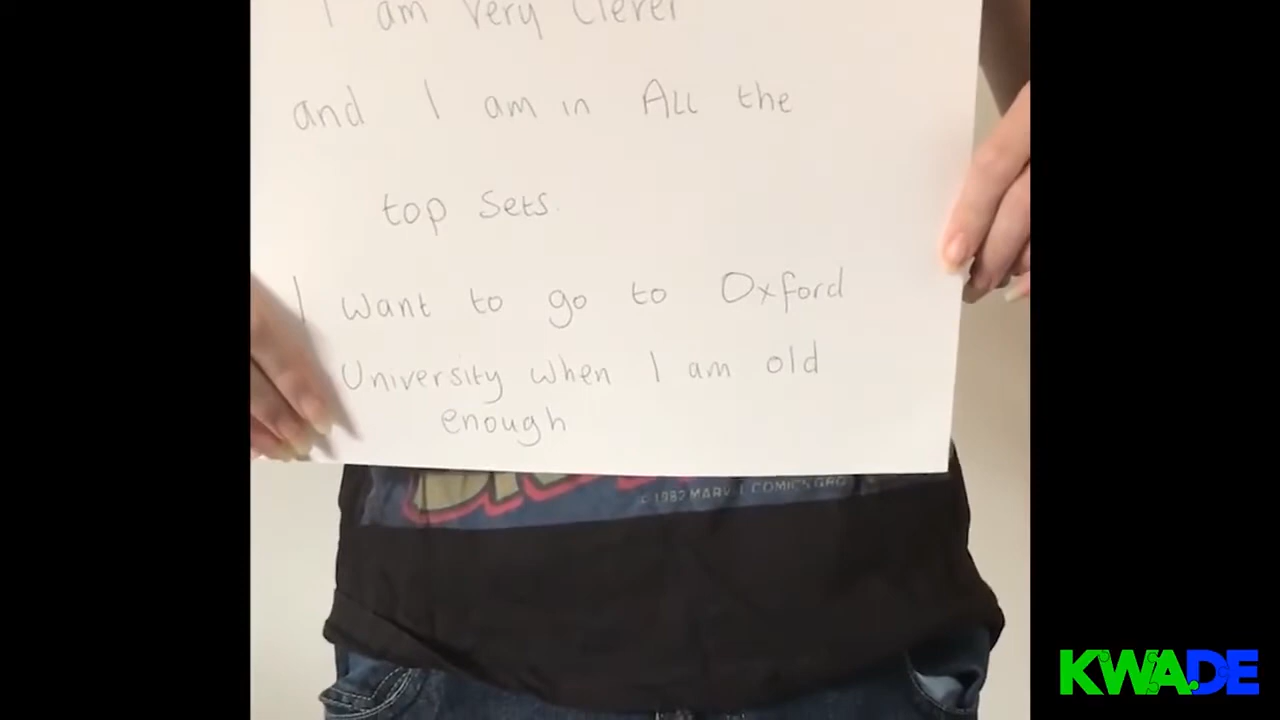 I am very clever
and I am in ALL the
top sets.
I want to go to Oxford
University when I am old
enough
© 1982 MARVEL COMICS GRO
KWADE